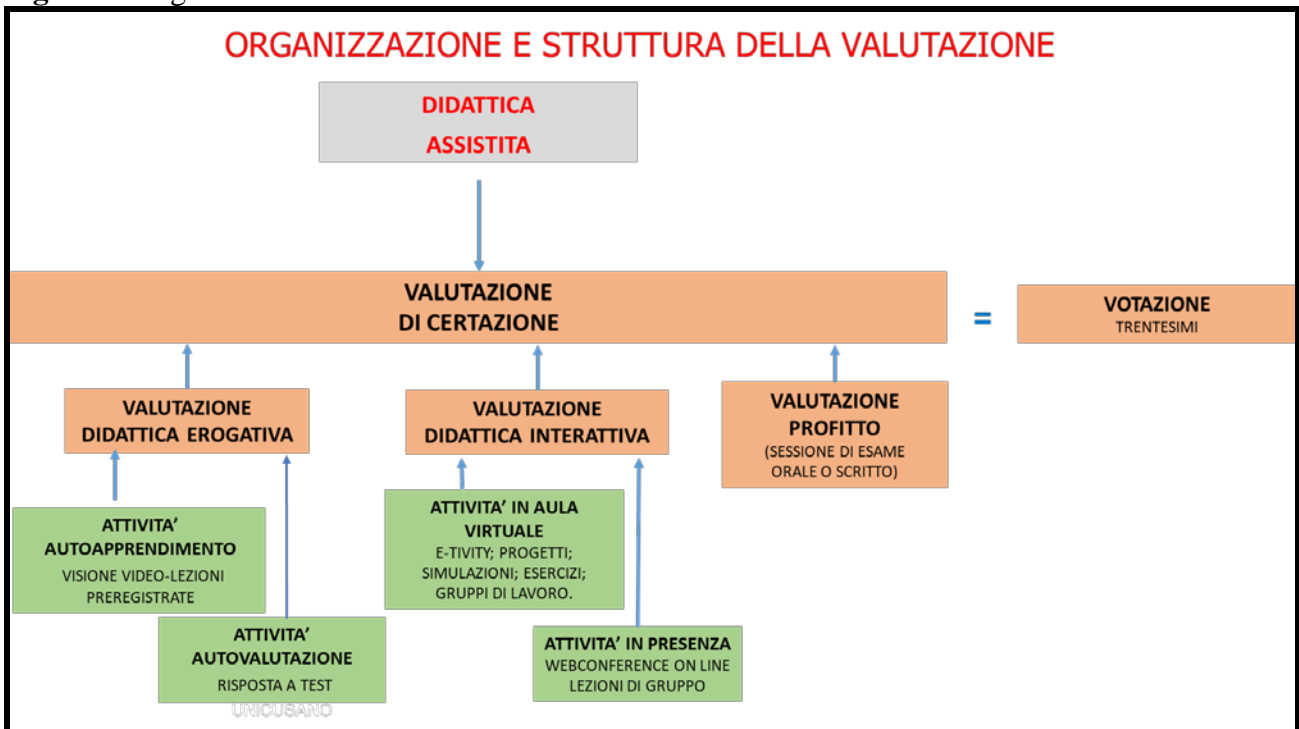 ORGANIZZAZIONE E STRUTTURA DELLA VALUTAZIONE
DIDATTICA
ASSISTITA
VALUTAZIONE
DI CERTAZIONE
=
VOTAZIONE
TRENTESIMI
VALUTAZIONE
DIDATTICA EROGATIVA
VALUTAZIONE
DIDATTICA INTERATTIVA
VALUTAZIONE
PROFITTO
(SESSIONE DI ESAME
ORALE O SCRITTO)
ATTIVITA’
AUTOAPPRENDIMENTO
VISIONE VIDEO-LEZIONI
PREREGISTRATE
ATTIVITA’ IN AULA
VIRTUALE
E-TIVITY; PROGETTI;
SIMULAZIONI; ESERCIZI;
GRUPPI DI LAVORO.
ATTIVITA’
AUTOVALUTAZIONE
RISPOSTA A TEST
ATTIVITA’ IN PRESENZA
WEBCONFERENCE ON LINE
LEZIONI DI GRUPPO
UNICUSANO